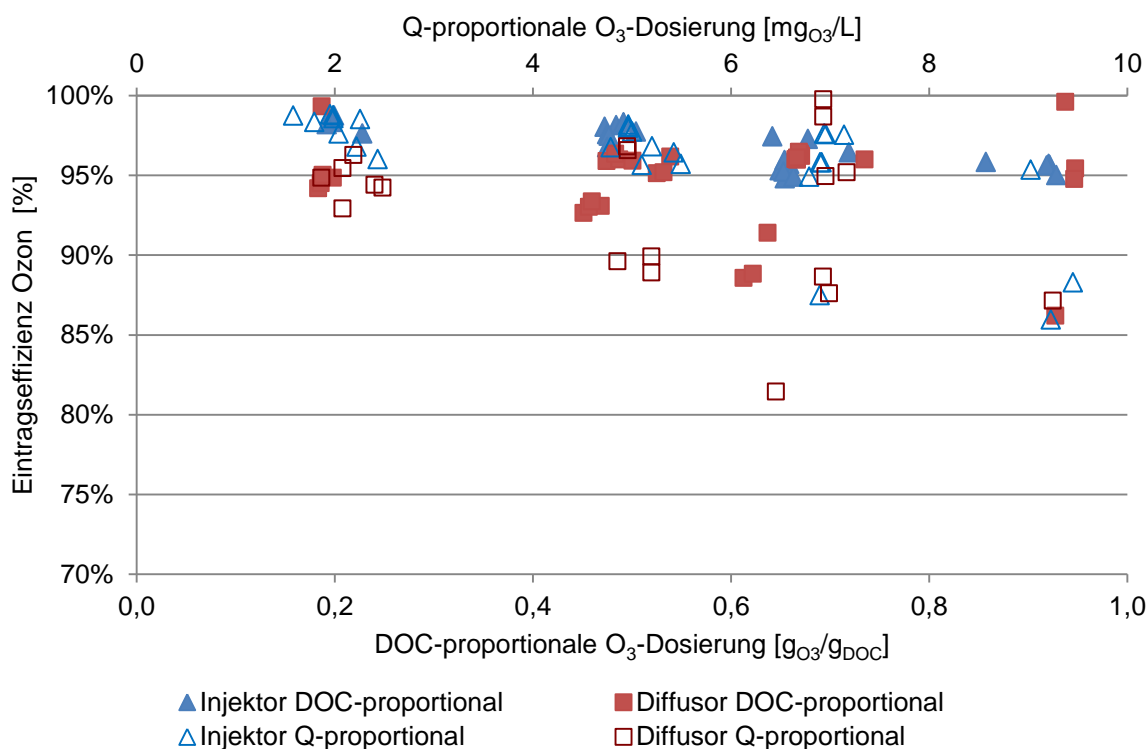 Q-proportionale O3-Dosierung [mgO3/L]
0 2 4 6 8 10
100%
95%
90%
85%
80%
75%
70%
Eintragseffizienz Ozon [%]
0,0 0,2 0,4 0,6 0,8 1,0
DOC-proportionale O3-Dosierung [gO3/gDOC]
Injektor DOC-proportional Diffusor DOC-proportional
Injektor Q-proportional Diffusor Q-proportional